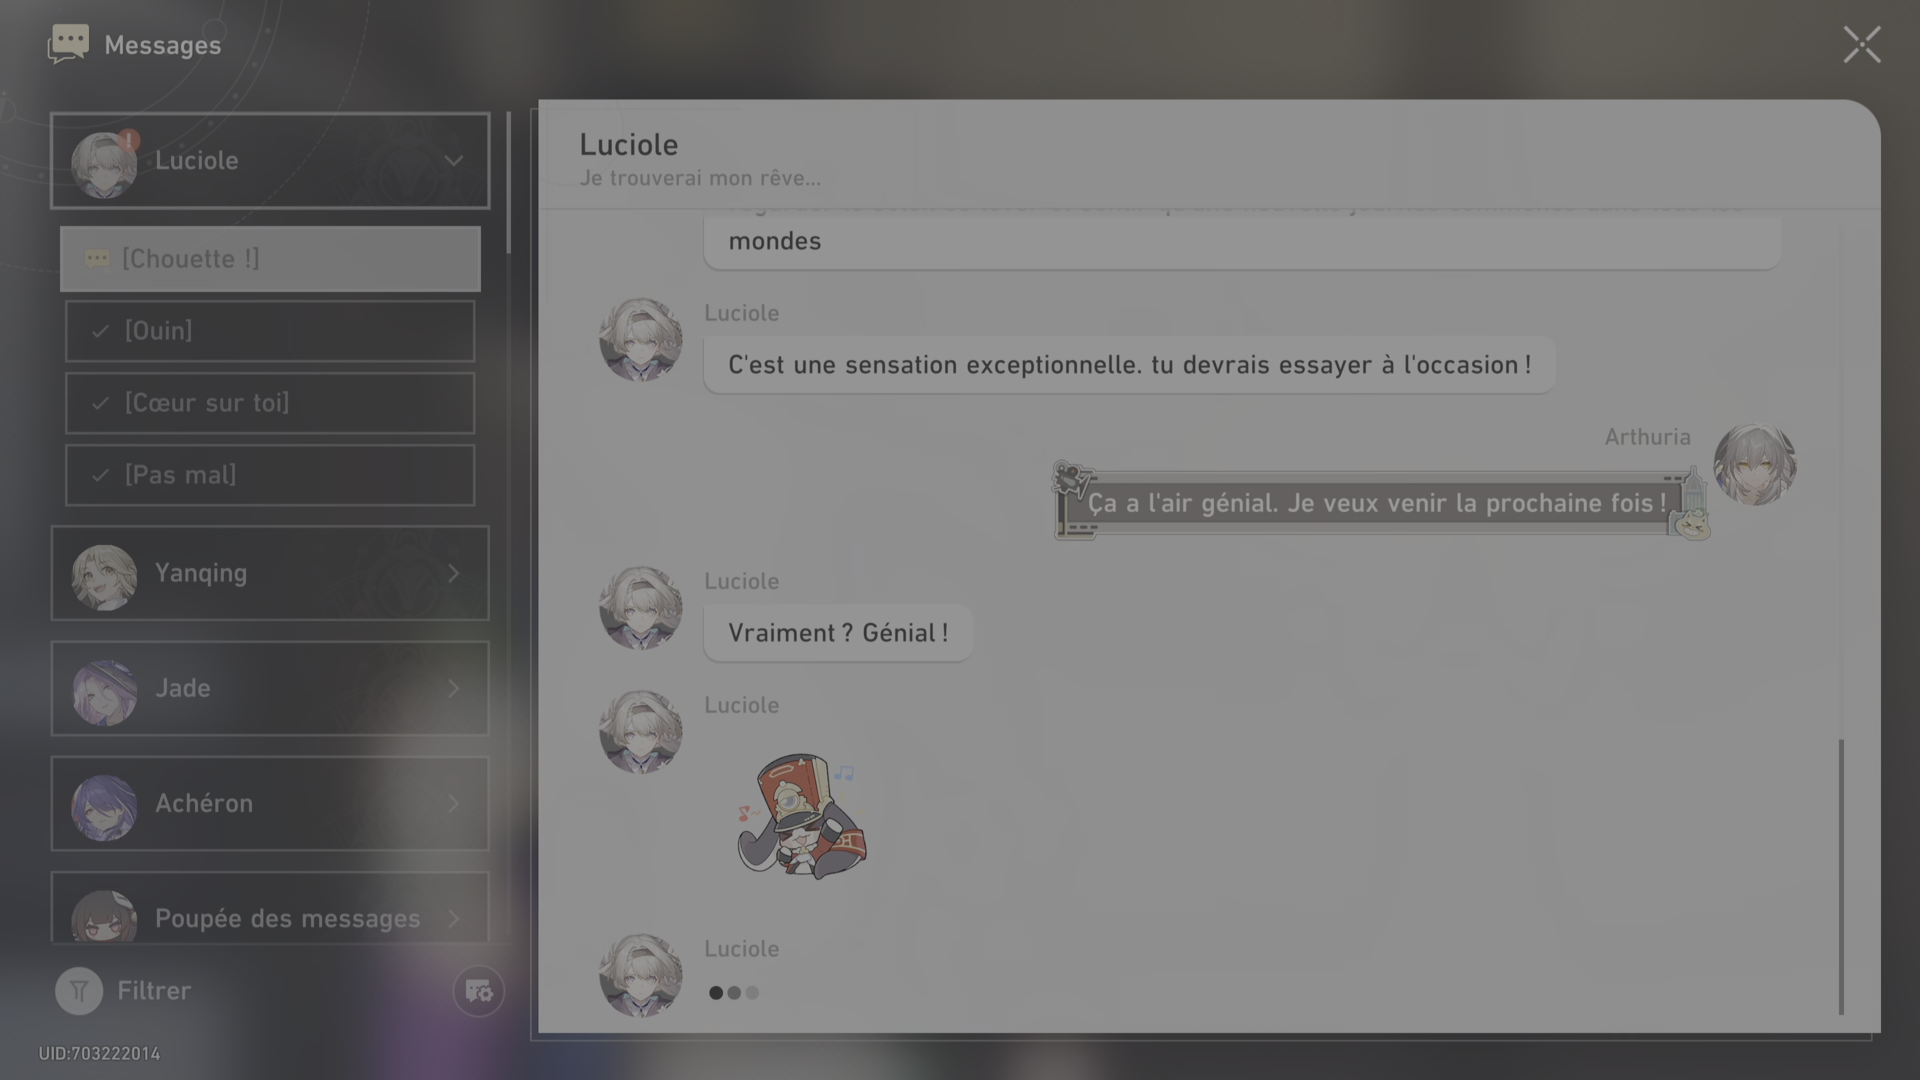 Messages
Luciole
[Chouette !]
[Ouin]
[Cœur sur toi]
[Pas mal]
Yanqing
Jade
Achéron
Poupée des messages
Filtrer
UID:703222014
Luciole
Je trouverai mon rêve...
mondes
Luciole
C'est une sensation exceptionnelle. tu devrais essayer à l'occasion !
Arthuria
Ça a l'air génial. Je veux venir la prochaine fois !
Luciole
Vraiment ? Génial !
Luciole
Luciole